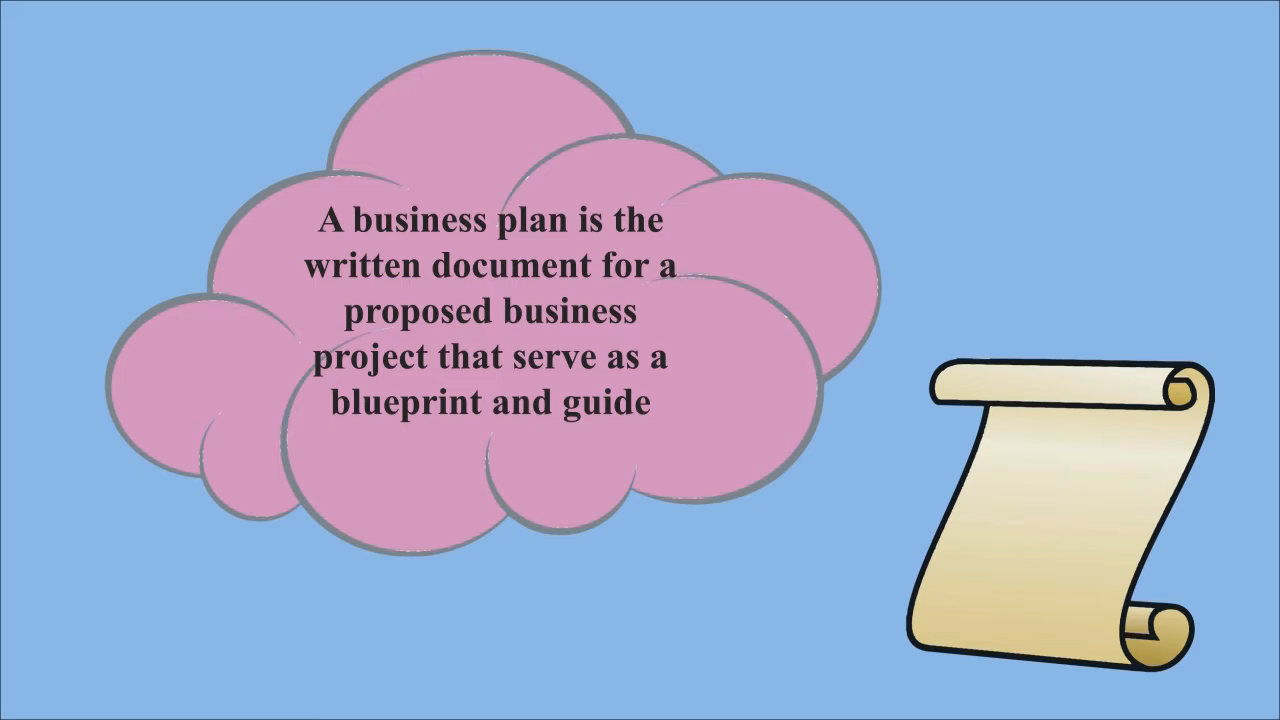 A business plan is the
written document for a
proposed business
project that serve as a
blueprint and guide